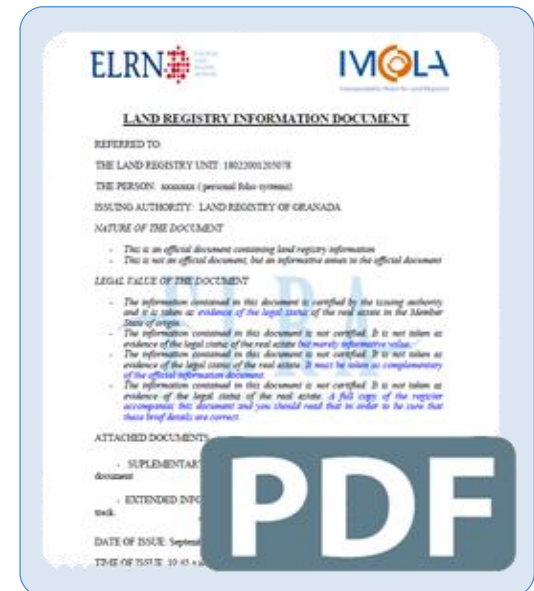 ELRN
IMOLA
LAND REGISTRY INFORMATION DOCUMENT
REFERRED TO:
THE LAND REGISTRY UNIT: 18022001205078
THE PERSON: xxxxxxx ( personal folio systems)
ISSUING AUTHORITY: LAND REGISTRY OF GRANADA
NATURE OF THE DOCUMENT
- This is an official document containing land registry information
- This is not an official document, but an informative annex to the official document
LEGAL VALUE OF THE DOCUMENT
- The information contained in this document is certified by the issuing authority
and it is taken as evidence of the legal status of the real estate in the Member
State of origin.
- The information contained in this document is not certified. It is not taken as
evidence of the legal status of the real estate but merely informative value.
- The information contained in this document is not certified. It is not taken as
evidence of the legal status of the real estate. It must be taken as complementary
of the official information document.
- The information contained in this document is not certified. It is not taken as
evidence of the legal status of the real estate. A full copy of the register
accompanies this document and you should read that in order to be sure that
these brief details are correct.
ATTACHED DOCUMENTS
- SUPLEMENTAR
document
- EXTENDED INFO
track.
DATE OF ISSUE: Septemb
TIME OF ISSUE: 10:45
ELRA
PDF